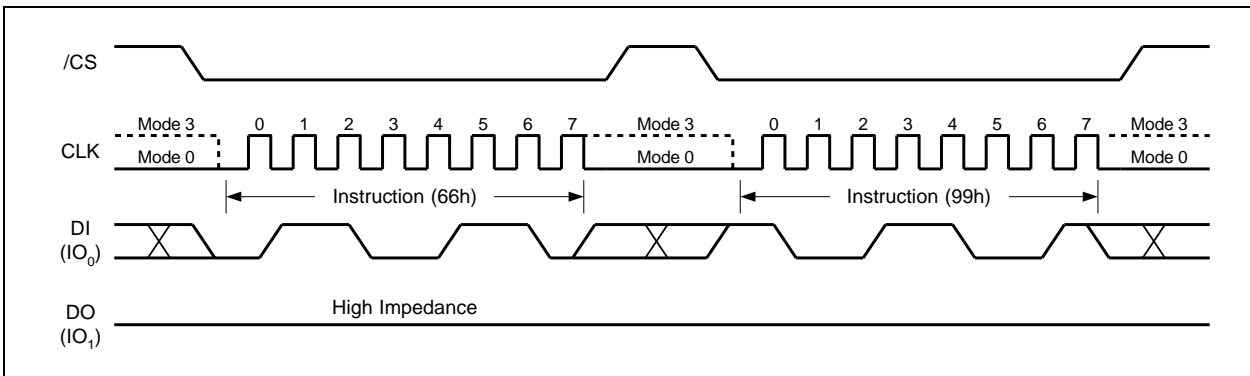 /CS
Mode 3 0 1 2 3 4 5 6 7 Mode 3 0 1 2 3 4 5 6 7 Mode 3
CLK
Mode 0 Mode 0 Mode 0
Instruction (66h) Instruction (99h)
DI
(IO₀)
High Impedance
DO
(IO₁)